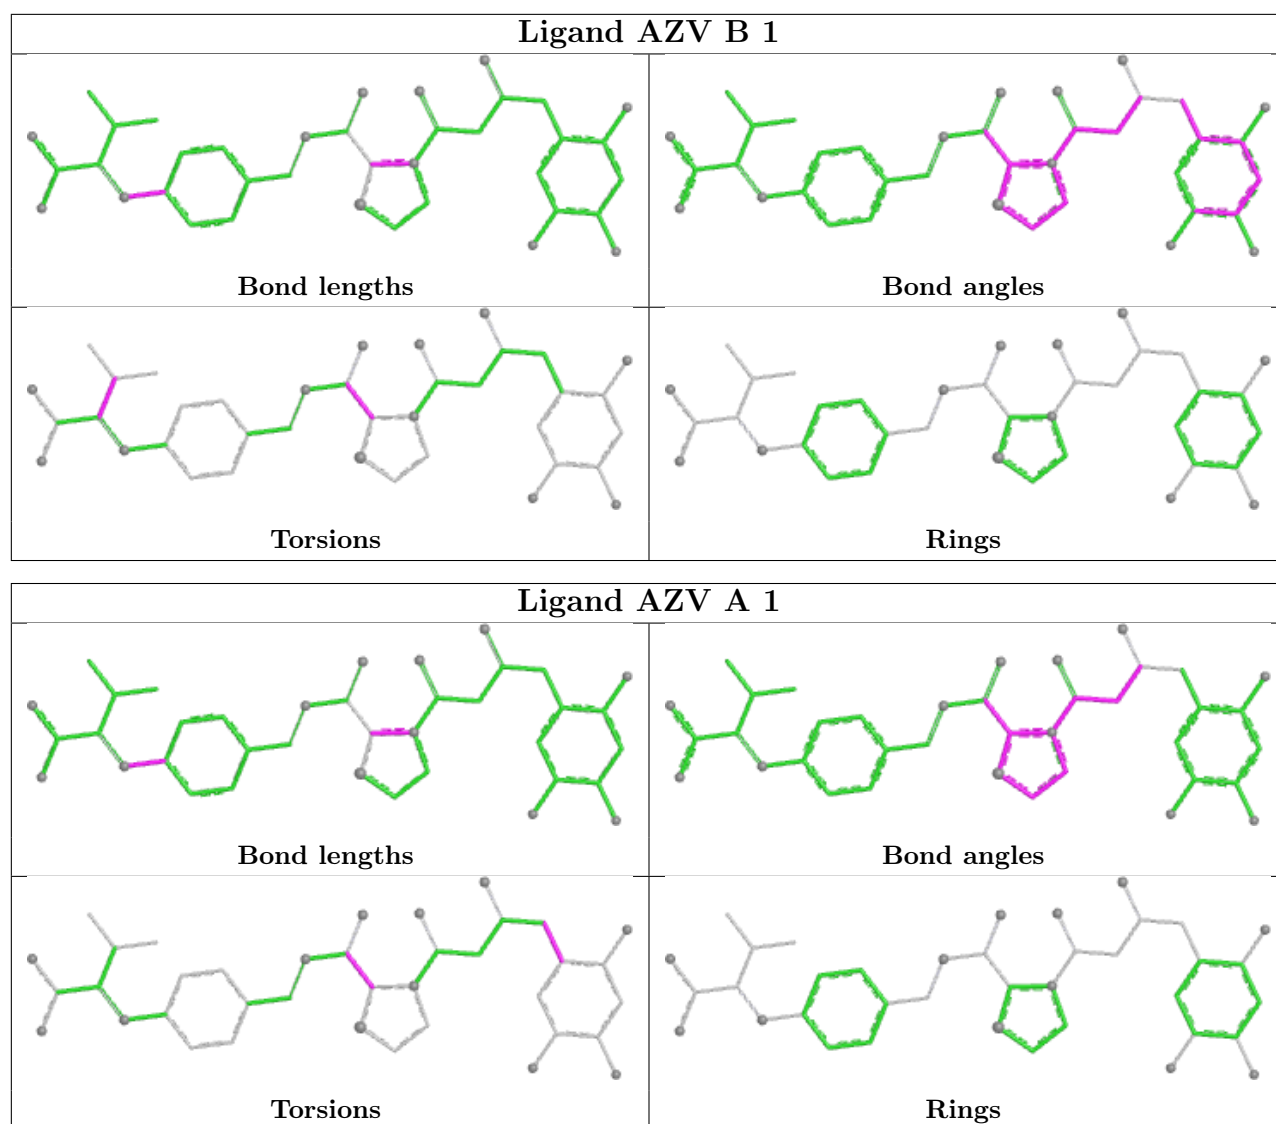 Ligand AZV B 1
Bond lengths
Bond angles
Torsions
Rings
Ligand AZV A 1
Bond lengths
Bond angles
Torsions
Rings